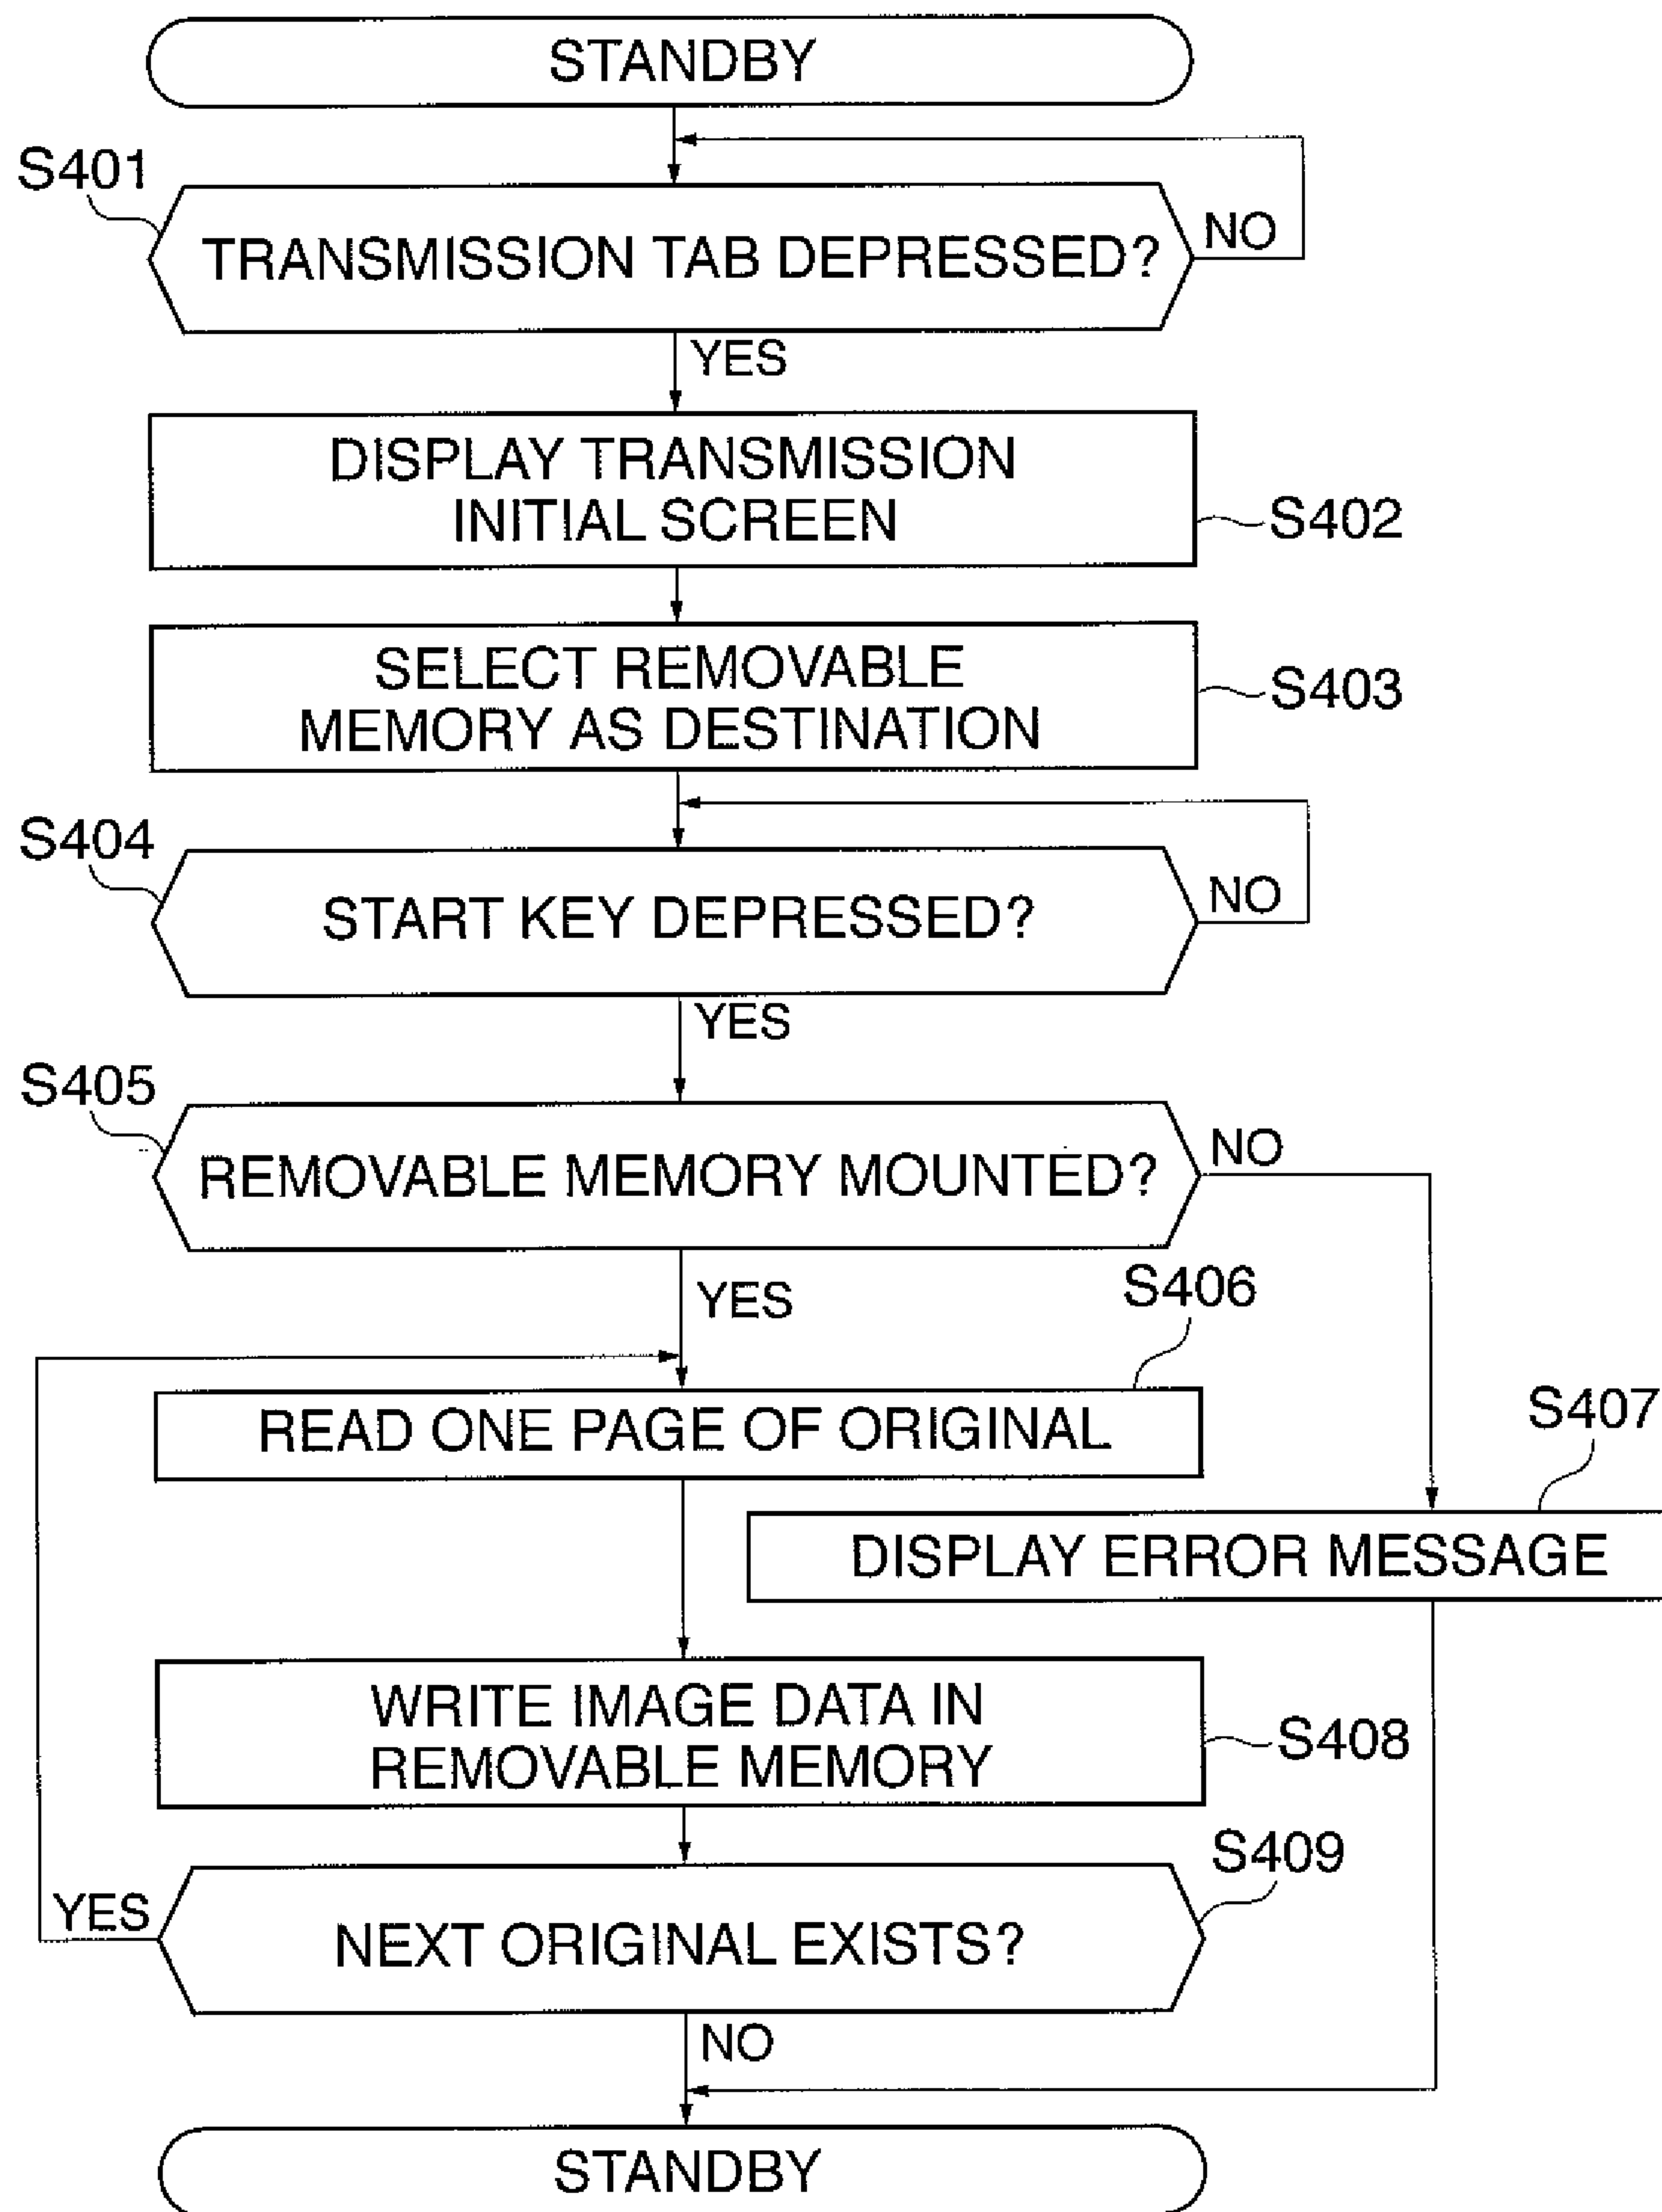 STANDBY
S401
TRANSMISSION TAB DEPRESSED?
NO
YES
DISPLAY TRANSMISSION
INITIAL SCREEN
S402
SELECT REMOVABLE
MEMORY AS DESTINATION
S403
S404
START KEY DEPRESSED?
NO
YES
S405
REMOVABLE MEMORY MOUNTED?
NO
YES
S406
READ ONE PAGE OF ORIGINAL
S407
DISPLAY ERROR MESSAGE
WRITE IMAGE DATA IN
REMOVABLE MEMORY
S408
S409
YES
NEXT ORIGINAL EXISTS?
NO
STANDBY